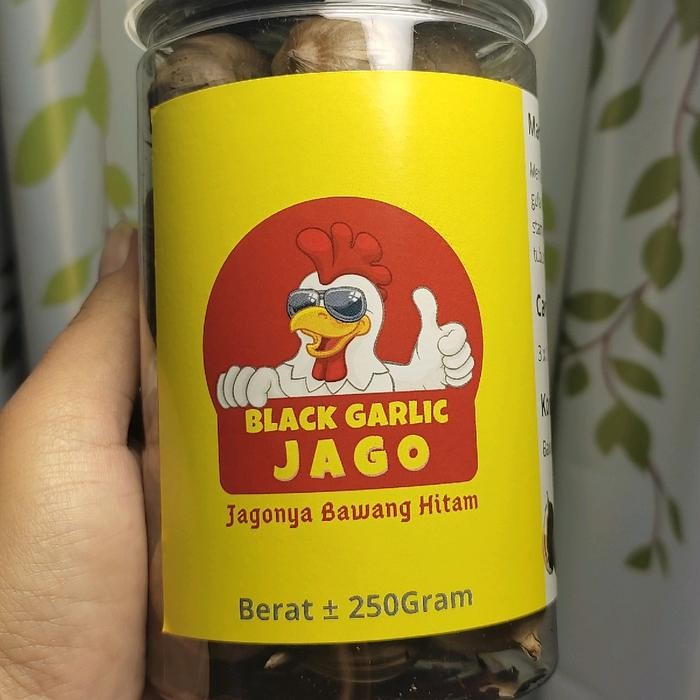 BLACK GARLIC
JAGO
Jagonya Bawang Hitam
Berat ± 250Gram